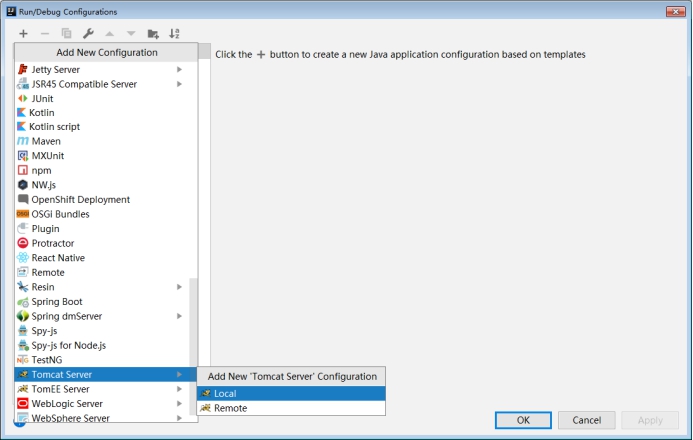 Run/Debug Configurations
Add New Configuration
Click the + button to create a new Java application configuration based on templates
Jetty Server
JSR45 Compatible Server
JUnit
Kotlin
Kotlin script
Maven
MXUnit
npm
NW.js
OpenShift Deployment
OSGi Bundles
Plugin
Protractor
React Native
Remote
Resin
Spring Boot
Spring dmServer
Spy-js
Spy-js for Node.js
TestNG
Tomcat Server
Add New 'Tomcat Server' Configuration
TomEE Server
Local
WebLogic Server
Remote
WebSphere Server
OK
Cancel
Apply